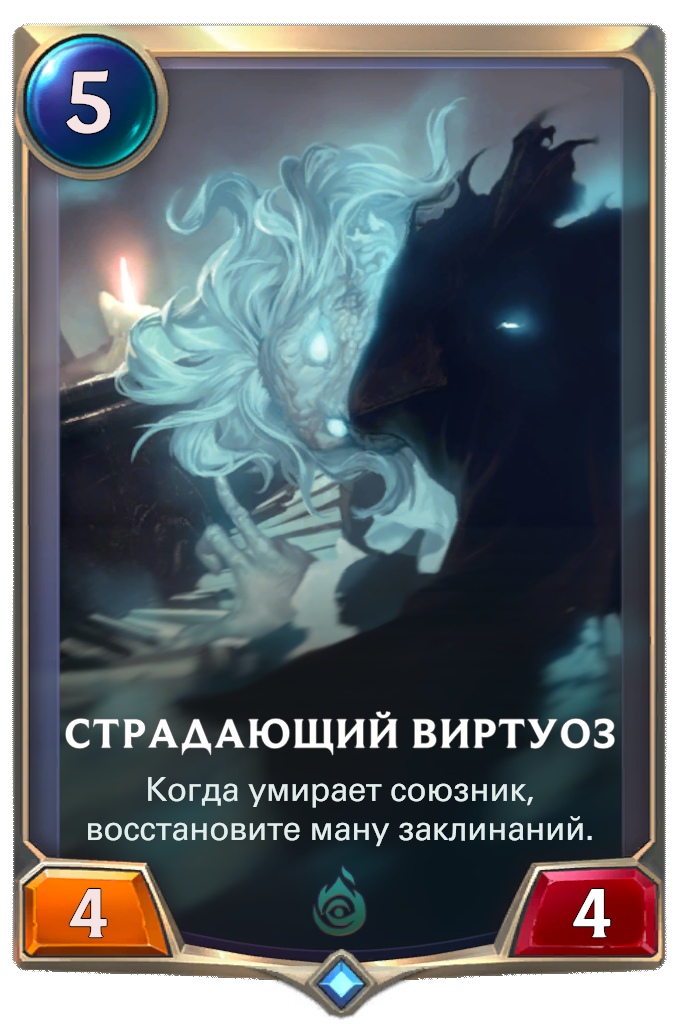 5
СТРАДАЮЩИЙ ВИРТУОЗ
Когда умирает союзник,
восстановите ману заклинаний.
4
4